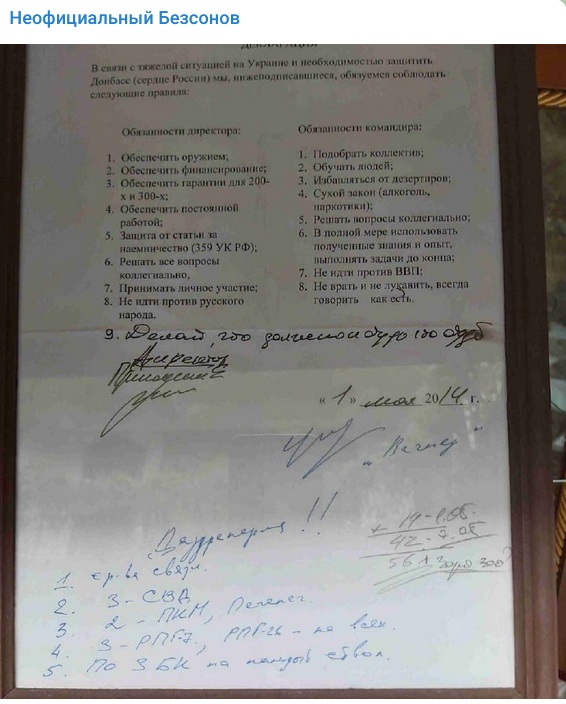 Неофициальный Безсонов
ДЕКЛАРАЦИЯ
В связи с тяжелой ситуацией на Украине и необходимостью защитить
Донбасс (сердце России) мы, нижеподписавшиеся, обязуемся соблюдать
следующие правила:
Обязанности директора:
1. Обеспечить оружием;
2. Обеспечить финансирование;
3. Обеспечить гарантии для 200-
х и 300-х;
4. Обеспечить постоянной
работой;
5. Защита от статьи за
наемничество (359 УК РФ);
6. Решать все вопросы
коллегиально,
7. Принимать личное участие;
8. Не идти против русского
народа.
Обязанности командира:
1. Подобрать коллектив;
2. Обучать людей;
3. Избавляться от дезертиров;
4. Сухой закон (алкоголь,
наркотики);
5. Решать вопросы коллегиально;
6. В полной мере использовать
полученные знания и опыт,
выполнять задачи до конца;
7. Не идти против ВВП;
8. Не врать и не лукавить, всегда
говорить как есть.
9. Делай, что должно и будь что будет
Директор
Пригожин
« 1 » мая 2014 г.
„Вагнер"
!!
1. ср-ва связи.
2. 3 - СВД
3. 2 - ПКМ, Печенег.
4. 3 - РПГ-7, РПГ-26 - на всех.
5. По 3 БК на каждый ствол.
+ 19 -
42 -
561